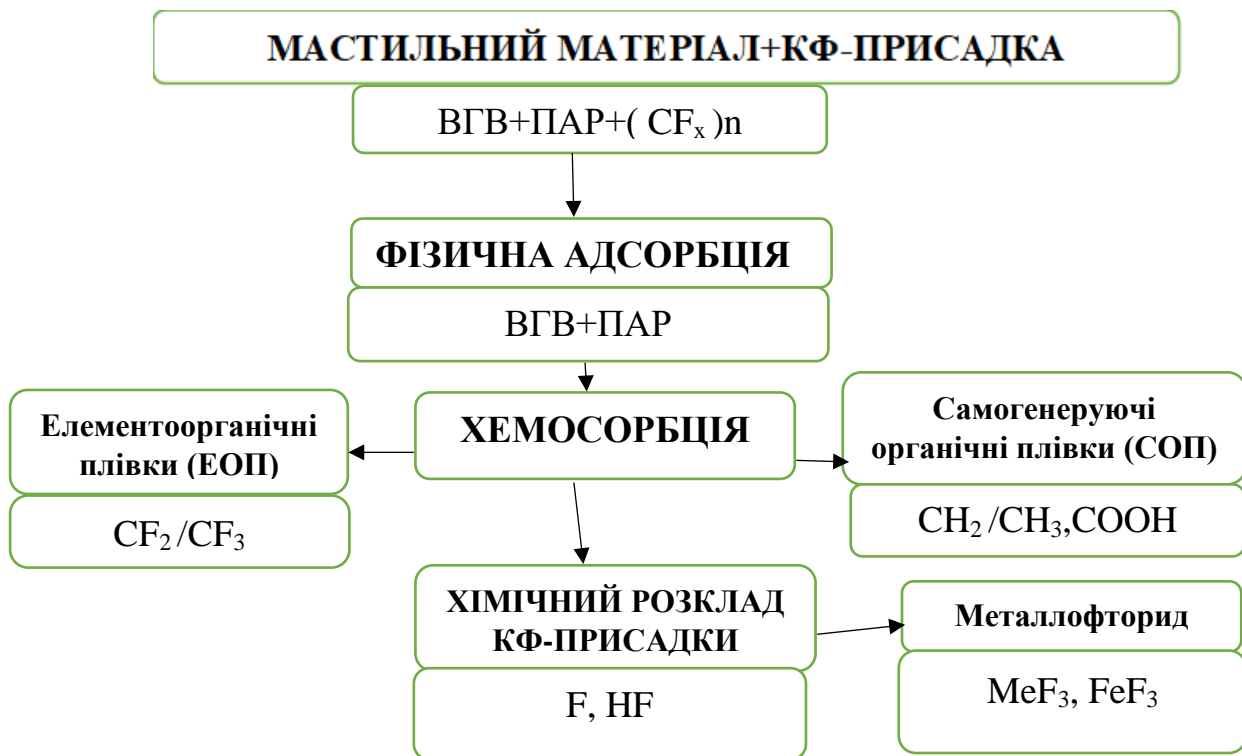 МАСТИЛЬНИЙ МАТЕРІАЛ+КФ-ПРИСАДКА
ВГВ+ПАР+( CFₓ )n
ФІЗИЧНА АДСОРБЦІЯ
ВГВ+ПАР
Елементоорганічні
плівки (ЕОП)
CF₂ /CF₃
ХЕМОСОРБЦІЯ
Самогенеруючі
органічні плівки (СОП)
CH₂ /CH₃,COOH
ХІМІЧНИЙ РОЗКЛАД
КФ-ПРИСАДКИ
F, HF
Металлофторид
MeF₃, FeF₃